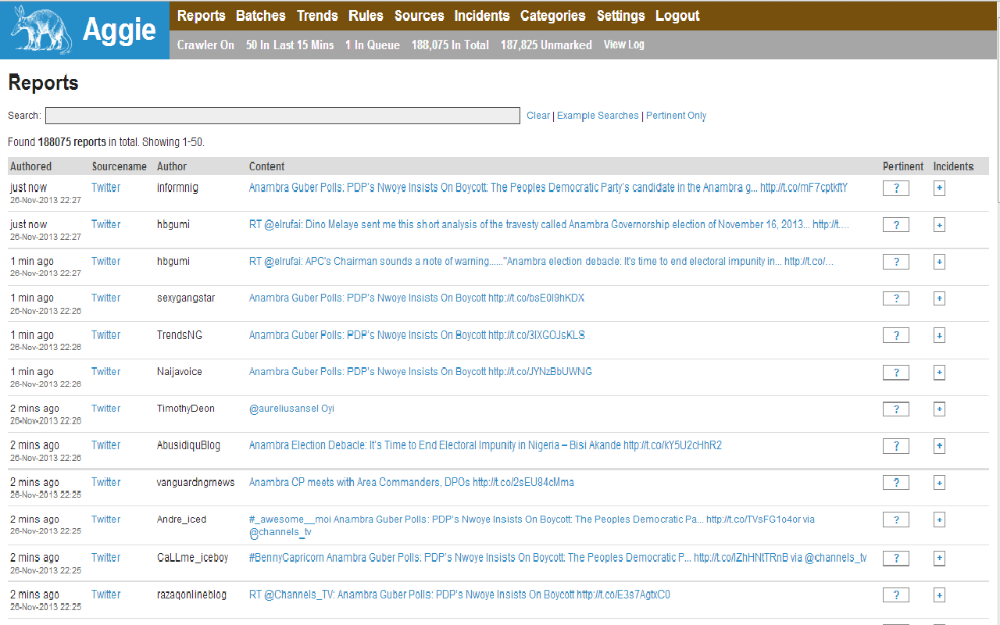 Aggie
Reports Batches Trends Rules Sources Incidents Categories Settings Logout
Crawler On 50 In Last 15 Mins 1 In Queue 188,075 In Total 187,825 Unmarked View Log
Reports
Search: Clear | Example Searches | Pertinent Only
Found 188075 reports in total. Showing 1-50.
Authored Sourcename Author Content Pertinent Incidents
just now Twitter informnig Anambra Guber Polls: PDP's Nwoye Insists On Boycott: The Peoples Democratic Party's candidate in the Anambra g... http://t.co/mF7cptkftY ? +
26-Nov-2013 22:27
just now Twitter hbgumi RT @elrufai: Dino Melaye sent me this short analysis of the travesty called Anambra Governorship election of November 16, 2013... http://t.... ? +
26-Nov-2013 22:27
1 min ago Twitter hbgumi RT @elrufai: APC's Chairman sounds a note of warning......"Anambra election debacle: It's time to end electoral impunity in... http://t.co/... ? +
26-Nov-2013 22:27
1 min ago Twitter sexygangstar Anambra Guber Polls: PDP's Nwoye Insists On Boycott http://t.co/bsE0I9hKDX ? +
26-Nov-2013 22:26
1 min ago Twitter TrendsNG Anambra Guber Polls: PDP's Nwoye Insists On Boycott http://t.co/3lXGOJsKLS ? +
26-Nov-2013 22:26
1 min ago Twitter Naijavoice Anambra Guber Polls: PDP's Nwoye Insists On Boycott http://t.co/JYNzBbUWNG ? +
26-Nov-2013 22:26
2 mins ago Twitter TimothyDeon @aureliusansel Oyi ? +
26-Nov-2013 22:26
2 mins ago Twitter AbusidiquBlog Anambra Election Debacle: It's Time to End Electoral Impunity in Nigeria – Bisi Akande http://t.co/kY5U2cHhR2 ? +
26-Nov-2013 22:26
2 mins ago Twitter vanguardngrnews Anambra CP meets with Area Commanders, DPOs http://t.co/2sEU84cMma ? +
26-Nov-2013 22:25
2 mins ago Twitter Andre_iced #_awesome__moi Anambra Guber Polls: PDP's Nwoye Insists On Boycott: The Peoples Democratic Pa... http://t.co/TVsFG1o4or via ? +
26-Nov-2013 22:25 @channels_tv
2 mins ago Twitter CaLLme_iceboy #BennyCapricorn Anambra Guber Polls: PDP's Nwoye Insists On Boycott: The Peoples Democratic P... http://t.co/lZhHNtTRnB via @channels_tv ? +
26-Nov-2013 22:25
2 mins ago Twitter razaqonlineblog RT @Channels_TV: Anambra Guber Polls: PDP's Nwoye Insists On Boycott http://t.co/E3s7AgtxC0 ? +
26-Nov-2013 22:25